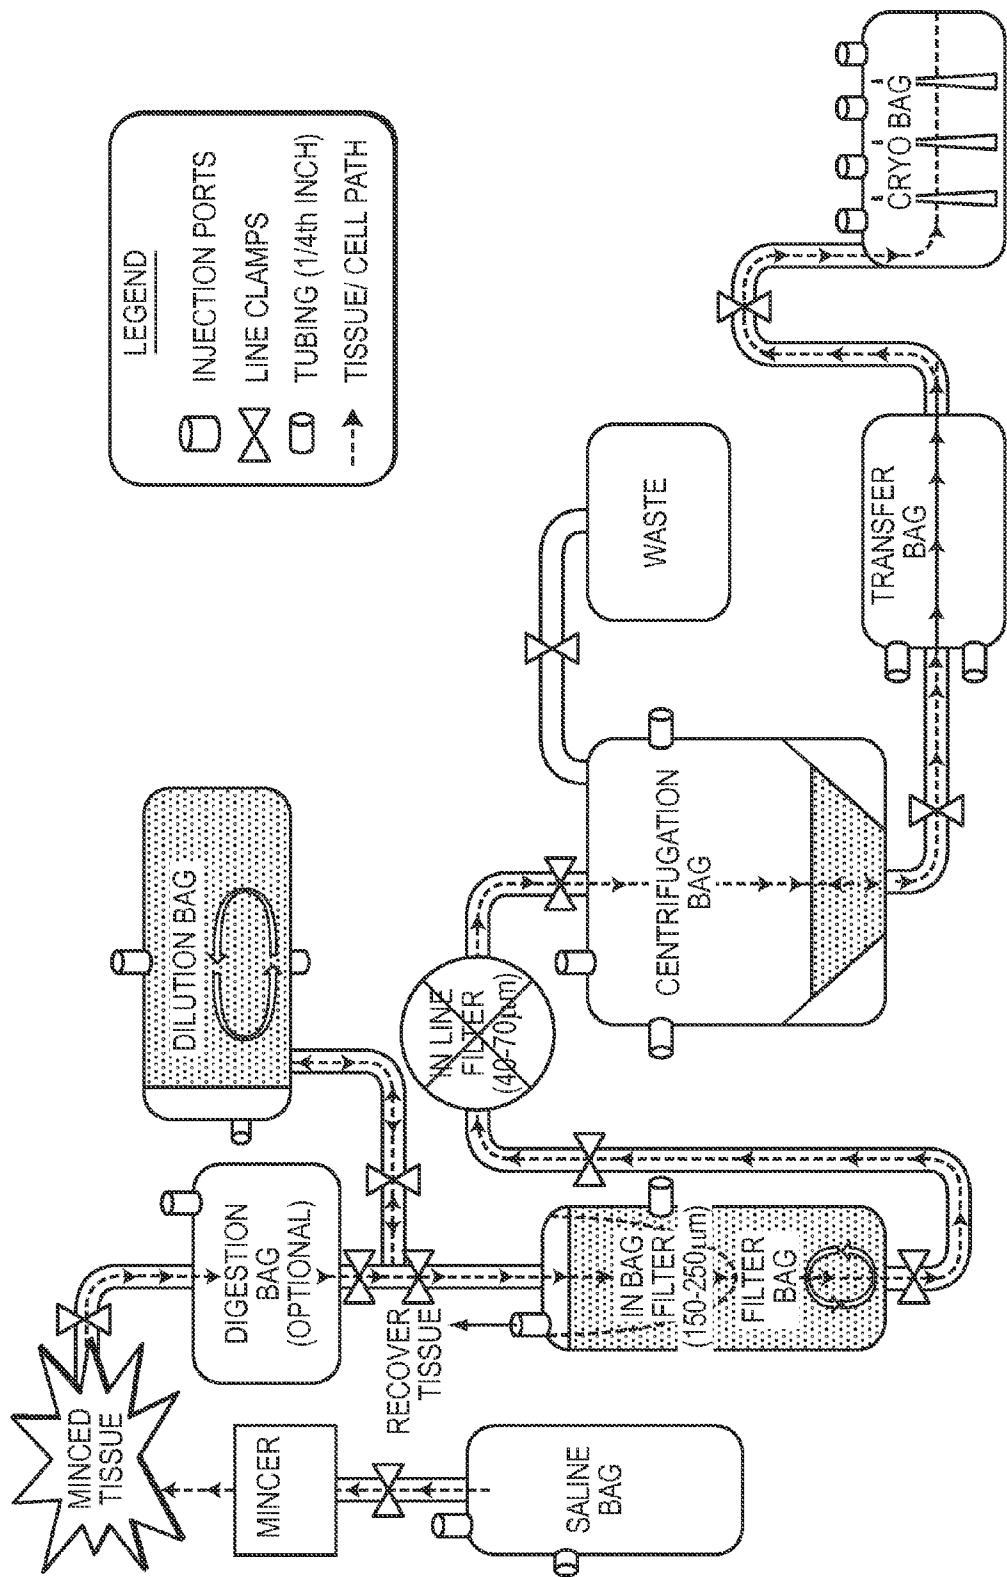 MINCED
TISSUE
MINCER
SALINE
BAG
DIGESTION
BAG
(OPTIONAL)
RECOVER
TISSUE
IN BAG
FILTER
(150-250µm)
FILTER
BAG
DILUTION BAG
IN LINE
FILTER
(40-70µm)
CENTRIFUGATION
BAG
WASTE
TRANSFER
BAG
CRYO BAG
LEGEND
INJECTION PORTS
LINE CLAMPS
TUBING (1/4th INCH)
TISSUE/ CELL PATH